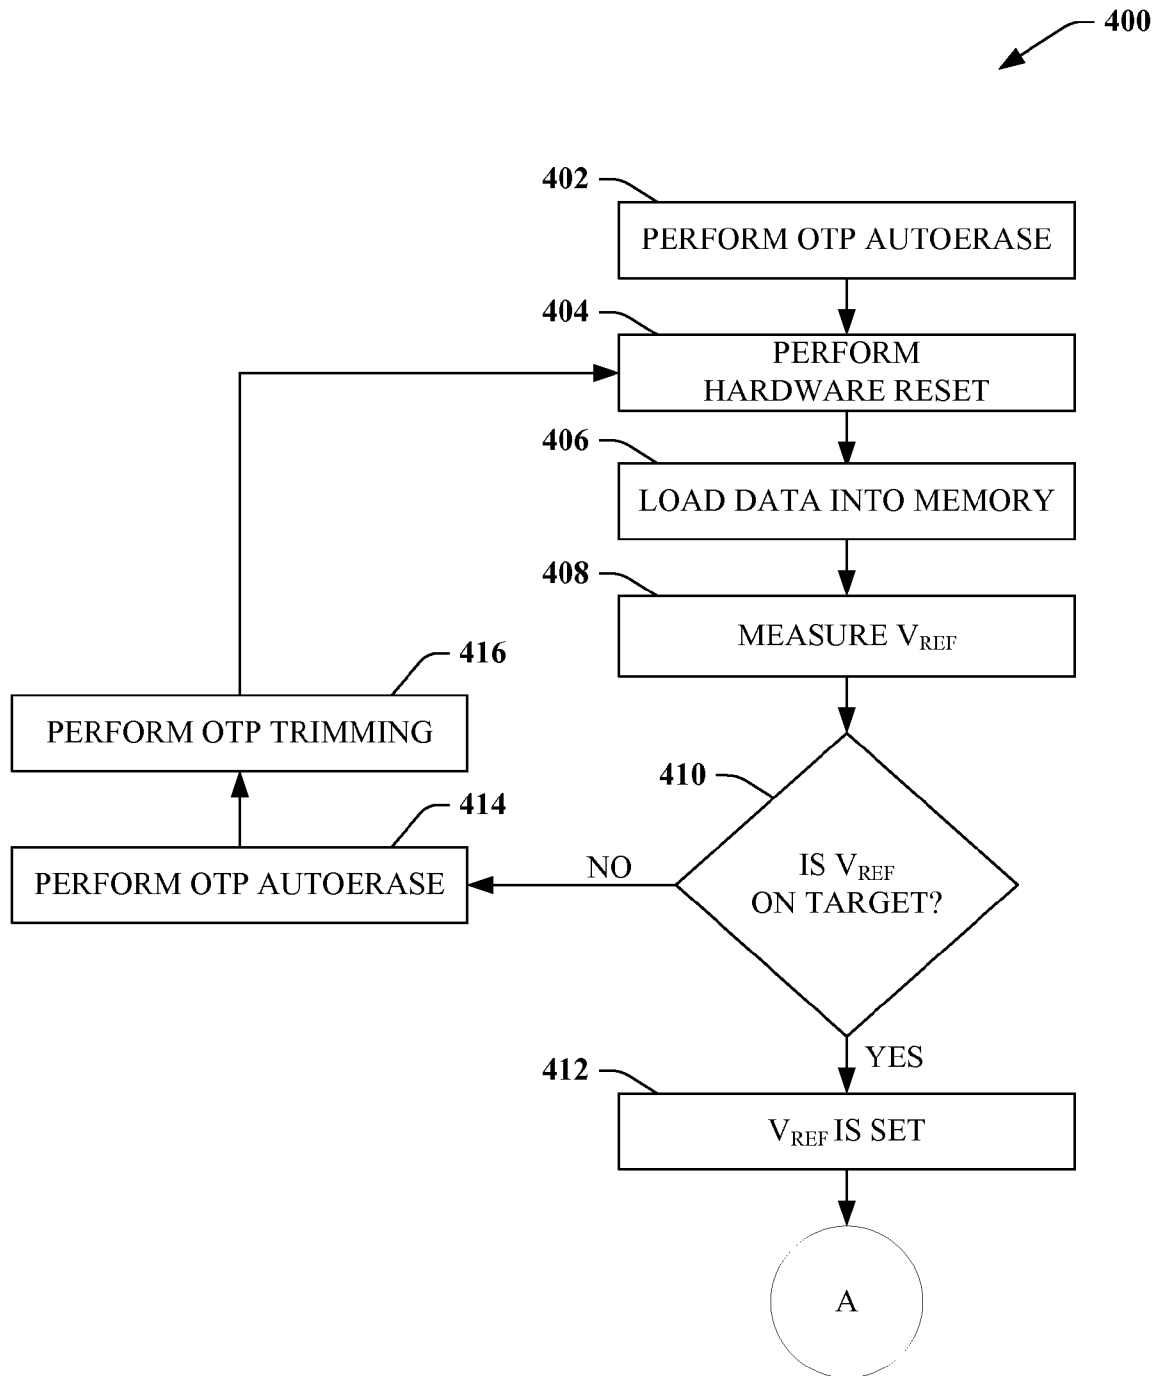 400
402
PERFORM OTP AUTOERASE
404
PERFORM
HARDWARE RESET
406
LOAD DATA INTO MEMORY
408
MEASURE VREF
416
PERFORM OTP TRIMMING
410
414
PERFORM OTP AUTOERASE
NO
IS VREF
ON TARGET?
YES
412
VREF IS SET
A